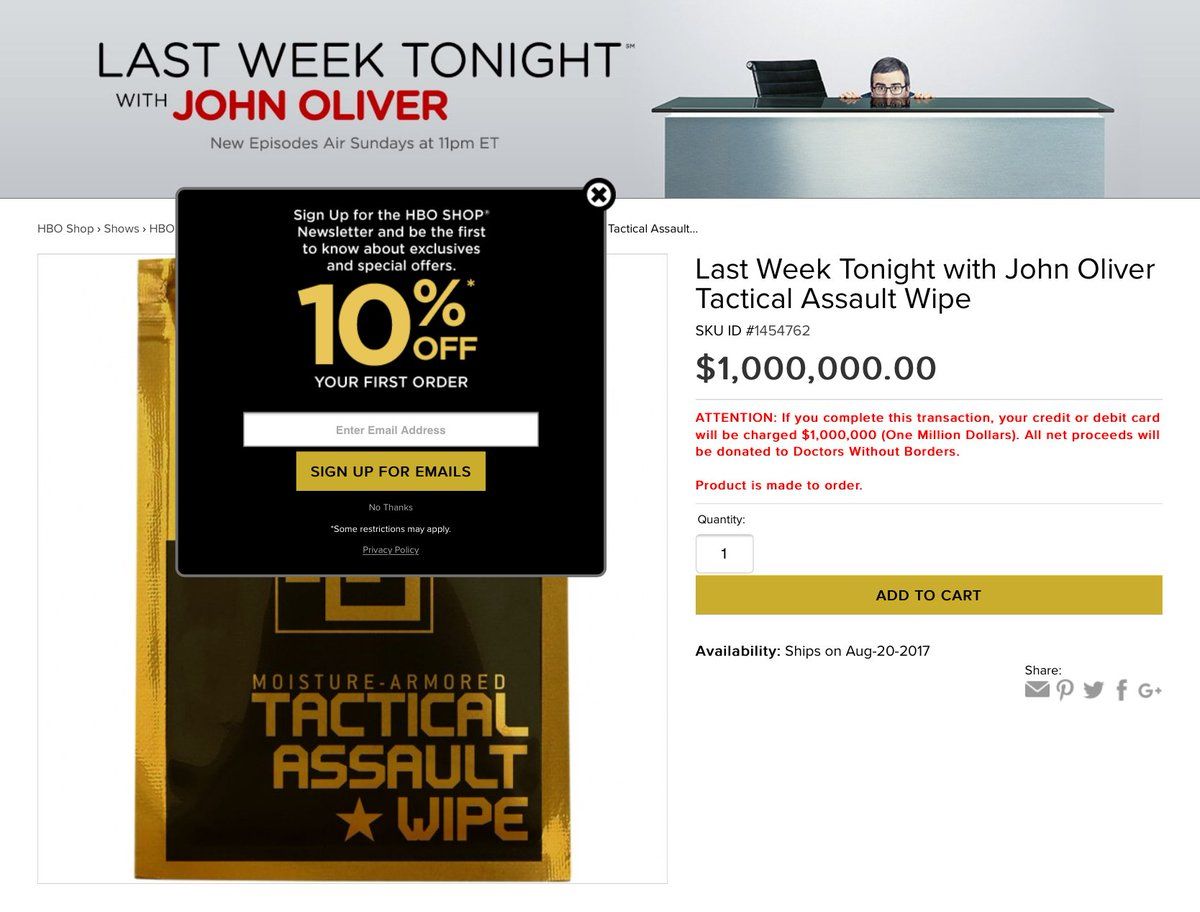 LAST WEEK TONIGHT℠
WITH JOHN OLIVER
New Episodes Air Sundays at 11pm ET
HBO Shop › Shows › HBO
Tactical Assault...
Sign Up for the HBO SHOP®
Newsletter and be the first
to know about exclusives
and special offers.
10%*
OFF
YOUR FIRST ORDER
Enter Email Address
SIGN UP FOR EMAILS
No Thanks
*Some restrictions may apply.
Privacy Policy
MOISTURE-ARMORED
TACTICAL
ASSAULT
★ WIPE
Last Week Tonight with John Oliver
Tactical Assault Wipe
SKU ID #1454762
$1,000,000.00
ATTENTION: If you complete this transaction, your credit or debit card
will be charged $1,000,000 (One Million Dollars). All net proceeds will
be donated to Doctors Without Borders.
Product is made to order.
Quantity:
1
ADD TO CART
Availability: Ships on Aug-20-2017
Share:
G+